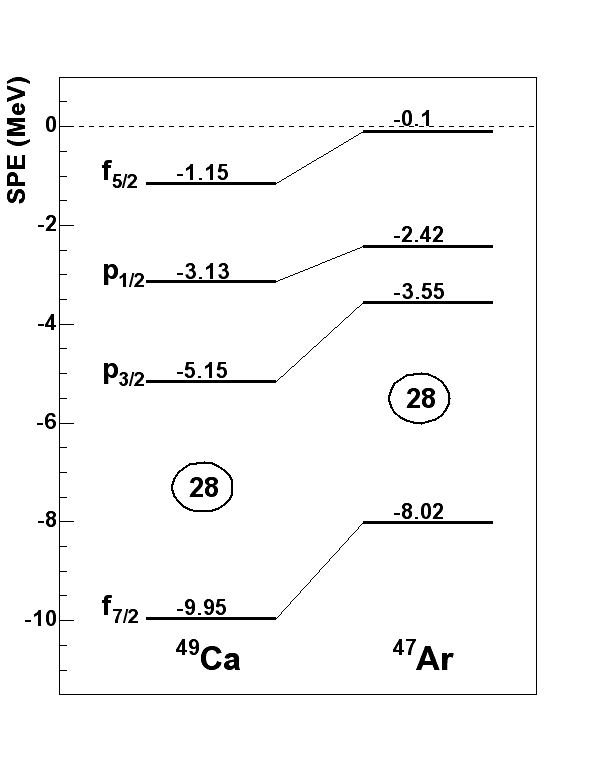 SPE (MeV)
0
-2
-4
-6
-8
-10
f5/2
-1.15
-0.1
p1/2
-3.13
-2.42
p3/2
-5.15
-3.55
28
28
f7/2
-9.95
-8.02
49Ca
47Ar